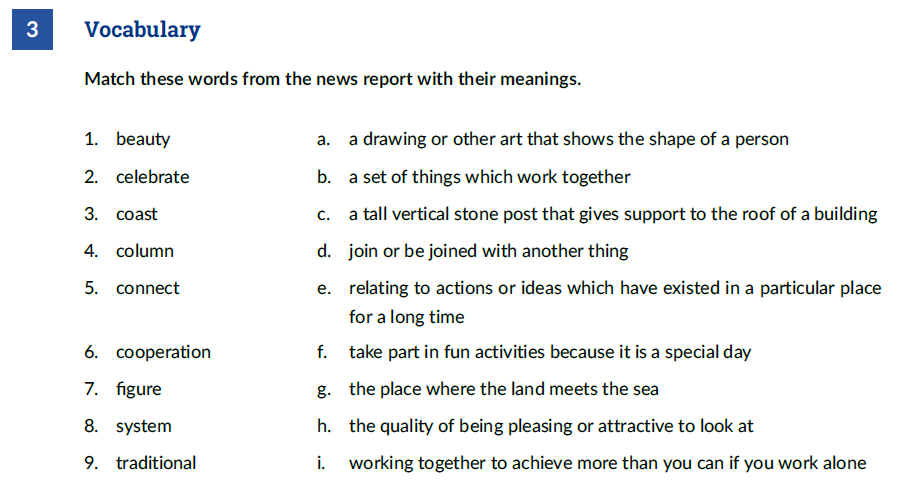 3 Vocabulary
Match these words from the news report with their meanings.
1. beauty a. a drawing or other art that shows the shape of a person
2. celebrate b. a set of things which work together
3. coast c. a tall vertical stone post that gives support to the roof of a building
4. column d. join or be joined with another thing
5. connect e. relating to actions or ideas which have existed in a particular place
for a long time
6. cooperation f. take part in fun activities because it is a special day
7. figure g. the place where the land meets the sea
8. system h. the quality of being pleasing or attractive to look at
9. traditional i. working together to achieve more than you can if you work alone